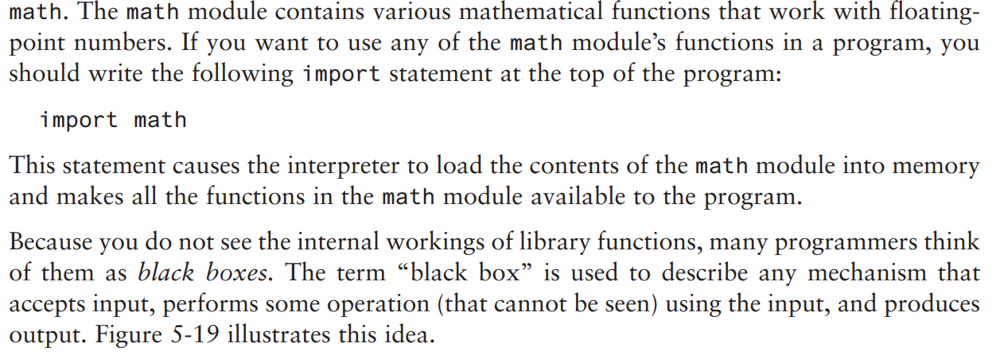 math. The math module contains various mathematical functions that work with floating-
point numbers. If you want to use any of the math module’s functions in a program, you
should write the following import statement at the top of the program:
import math
This statement causes the interpreter to load the contents of the math module into memory
and makes all the functions in the math module available to the program.
Because you do not see the internal workings of library functions, many programmers think
of them as black boxes. The term “black box” is used to describe any mechanism that
accepts input, performs some operation (that cannot be seen) using the input, and produces
output. Figure 5-19 illustrates this idea.